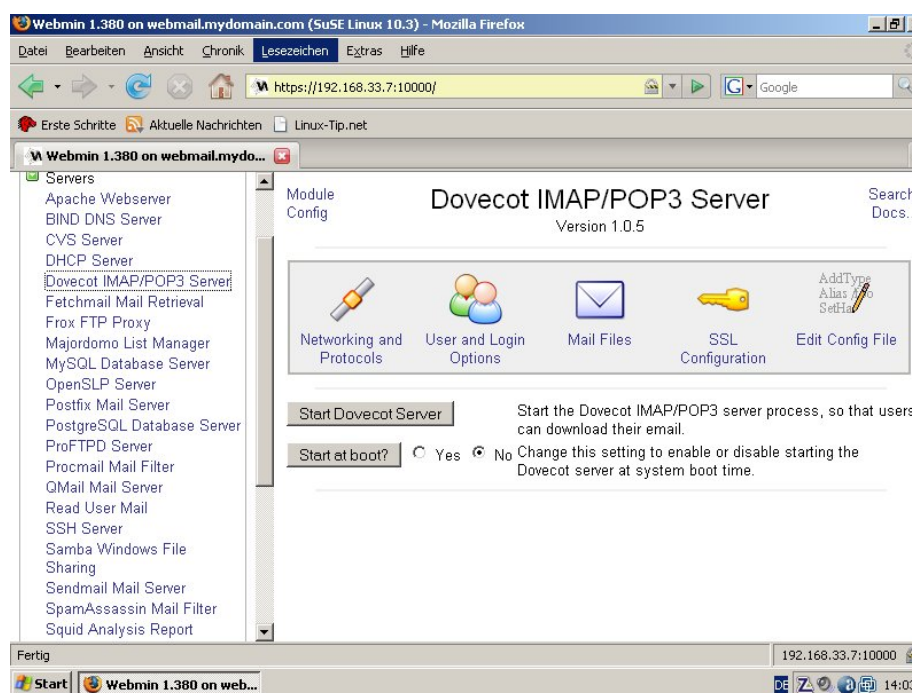 Webmin 1.380 on webmail.mydomain.com (SuSE Linux 10.3) - Mozilla Firefox
Datei Bearbeiten Ansicht Chronik Lesezeichen Extras Hilfe
https://192.168.33.7:10000/
G Google
Erste Schritte Aktuelle Nachrichten Linux-Tip.net
Webmin 1.380 on webmail.mydo...
Servers
Apache Webserver
BIND DNS Server
CVS Server
DHCP Server
Dovecot IMAP/POP3 Server
Fetchmail Mail Retrieval
Frox FTP Proxy
Majordomo List Manager
MySQL Database Server
OpenSLP Server
Postfix Mail Server
PostgreSQL Database Server
ProFTPD Server
Procmail Mail Filter
QMail Mail Server
Read User Mail
SSH Server
Samba Windows File
Sharing
Sendmail Mail Server
SpamAssassin Mail Filter
Squid Analysis Report
Module
Config
Dovecot IMAP/POP3 Server
Version 1.0.5
Search
Docs..
Networking and
Protocols
User and Login
Options
Mail Files
SSL
Configuration
AddType
Alias
SetHa
Edit Config File
Start Dovecot Server
Start the Dovecot IMAP/POP3 server process, so that users
can download their email.
Start at boot? Yes No
Change this setting to enable or disable starting the
Dovecot server at system boot time.
Fertig
192.168.33.7:10000
Start
Webmin 1.380 on web...
DE
14:03